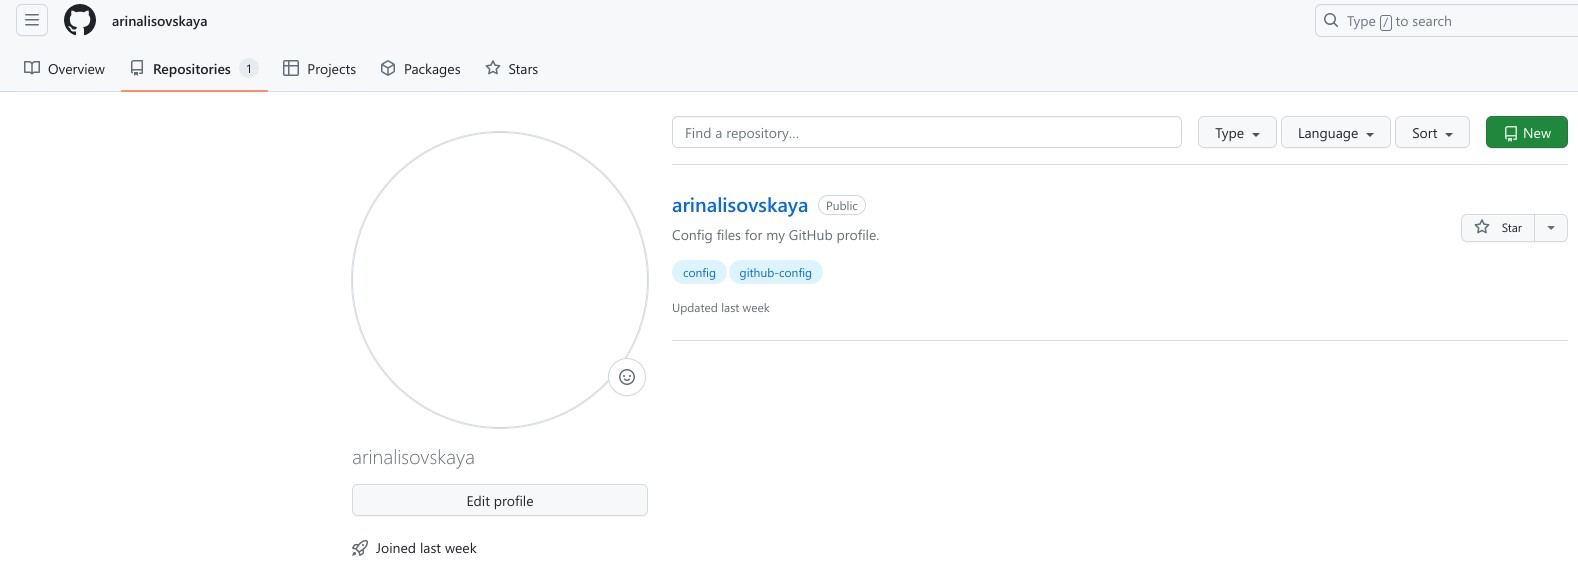 arinalisovskaya
Type / to search
Overview Repositories 1 Projects Packages Stars
Find a repository...
Type Language Sort New
arinalisovskaya Public
Config files for my GitHub profile.
Star
config github-config
Updated last week
arinalisovskaya
Edit profile
Joined last week